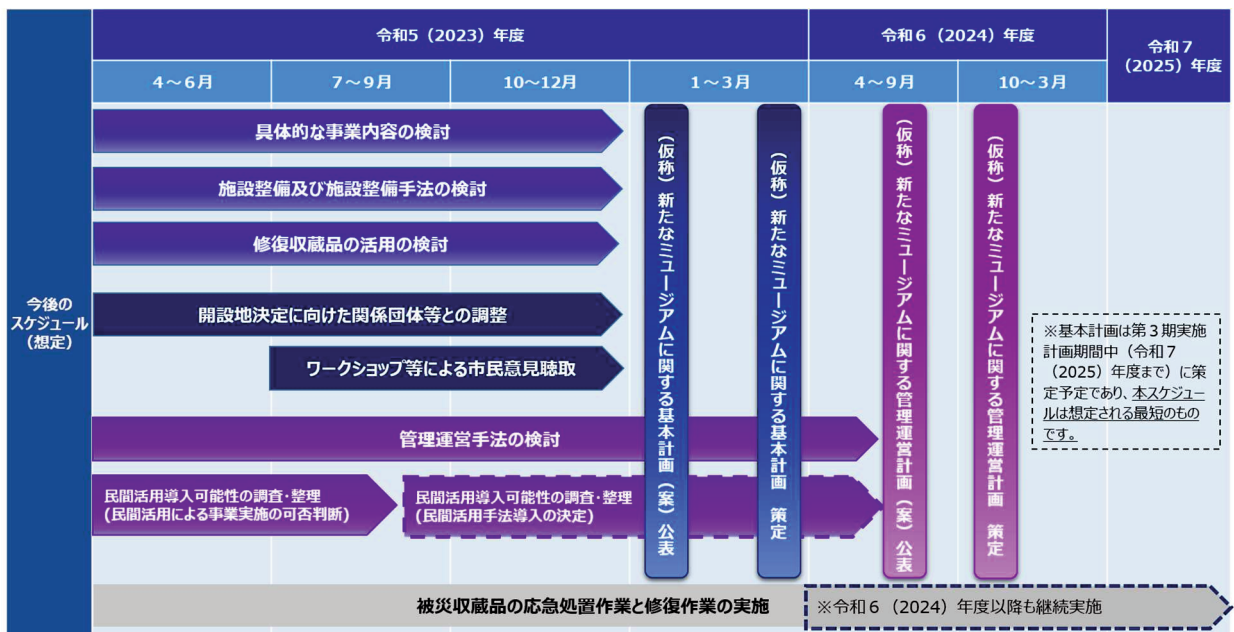 令和5（2023）年度
令和6（2024）年度
令和7
（2025）年度
4～6月
7～9月
10～12月
1～3月
4～9月
10～3月
今後の
スケジュール
(想定)
具体的な事業内容の検討
施設整備及び施設整備手法の検討
修復収蔵品の活用の検討
開設地決定に向けた関係団体等との調整
ワークショップ等による市民意見聴取
管理運営手法の検討
民間活用導入可能性の調査・整理
(民間活用による事業実施の可否判断)
民間活用導入可能性の調査・整理
(民間活用手法導入の決定)
（仮称）新たなミュージアムに関する基本計画（案）公表
（仮称）新たなミュージアムに関する基本計画　策定
（仮称）新たなミュージアムに関する管理運営計画（案）公表
（仮称）新たなミュージアムに関する管理運営計画　策定
※基本計画は第3期実施
計画期間中（令和7
（2025）年度まで）に策
定予定であり、本スケジュー
ルは想定される最短のもの
です。
被災収蔵品の応急処置作業と修復作業の実施
※令和6（2024）年度以降も継続実施